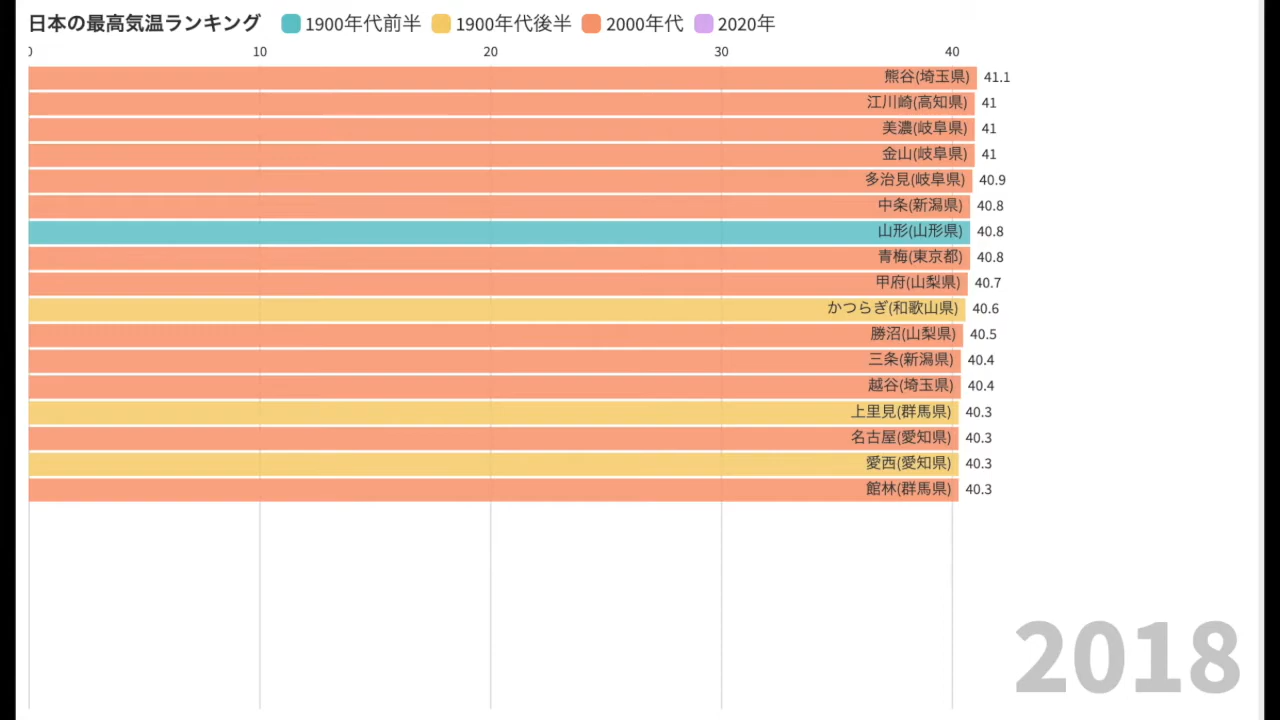 日本の最高気温ランキング 1900年代前半 1900年代後半 2000年代 2020年
0 10 20 30 40
熊谷(埼玉県) 41.1
江川崎(高知県) 41
美濃(岐阜県) 41
金山(岐阜県) 41
多治見(岐阜県) 40.9
中条(新潟県) 40.8
山形(山形県) 40.8
青梅(東京都) 40.8
甲府(山梨県) 40.7
かつらぎ(和歌山県) 40.6
勝沼(山梨県) 40.5
三条(新潟県) 40.4
越谷(埼玉県) 40.4
上里見(群馬県) 40.3
名古屋(愛知県) 40.3
愛西(愛知県) 40.3
館林(群馬県) 40.3
2018